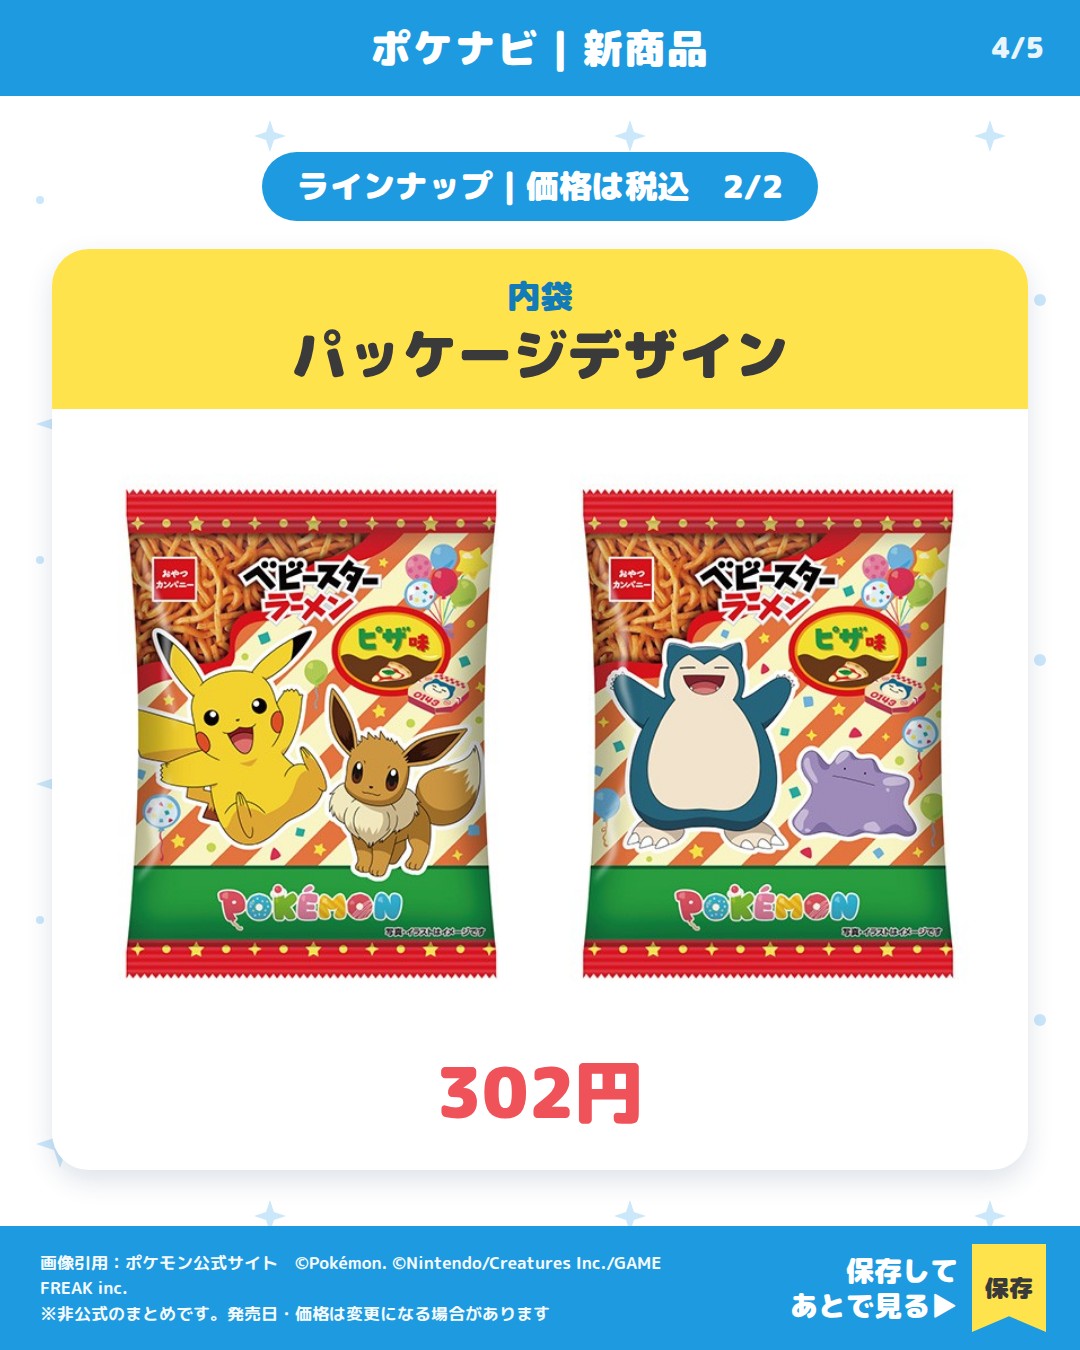 ポケナビ | 新商品
4/5
ラインナップ | 価格は税込 2/2
内袋
パッケージデザイン
おやつ
カンパニー
ベビースター
ラーメン
ピザ味
POKÉMON
写真・イラストはイメージです
おやつ
カンパニー
ベビースター
ラーメン
ピザ味
POKÉMON
写真・イラストはイメージです
302円
画像引用：ポケモン公式サイト ©Pokémon. ©Nintendo/Creatures Inc./GAME
FREAK inc.
※非公式のまとめです。発売日・価格は変更になる場合があります
保存して
あとで見る▶
保存